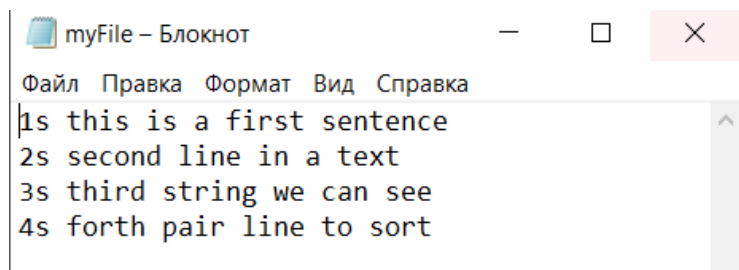 myFile – Блокнот
Файл Правка Формат Вид Справка
1s this is a first sentence
2s second line in a text
3s third string we can see
4s forth pair line to sort